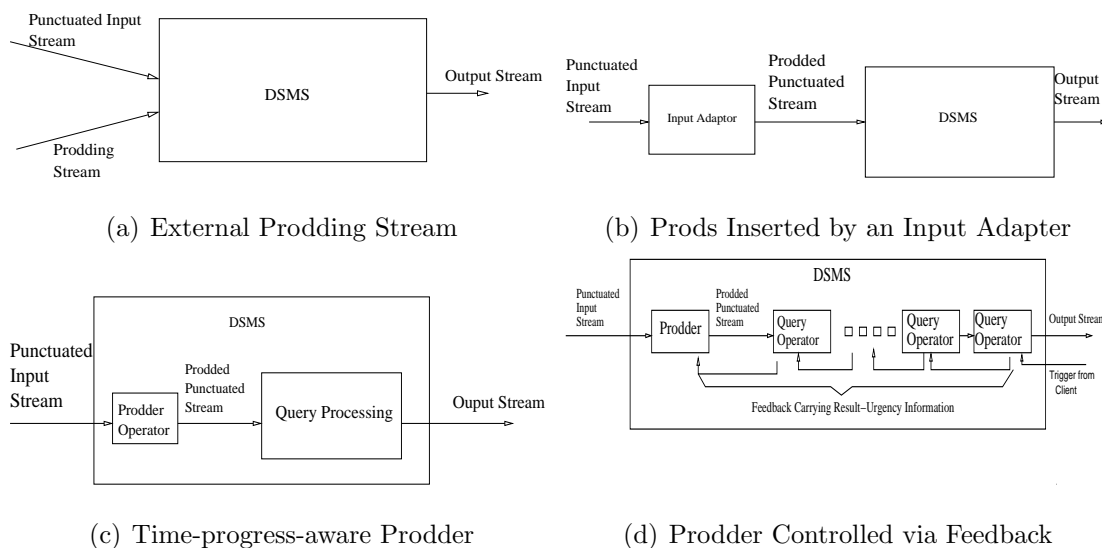 Punctuated Input
Stream
DSMS
Output Stream
Prodding
Stream
(a) External Prodding Stream
Punctuated
Input
Stream
Input Adaptor
Prodded
Punctuated
Stream
DSMS
Output
Stream
(b) Prods Inserted by an Input Adapter
DSMS
Punctuated
Input
Stream
Prodder
Operator
Prodded
Punctuated
Stream
Query Processing
Ouput Stream
(c) Time-progress-aware Prodder
DSMS
Punctuated
Input
Stream
Prodder
Prodded
Punctuated
Stream
Query
Operator
Query
Operator
Query
Operator
Output Stream
Trigger from
Client
Feedback Carrying Result-Urgency Information
(d) Prodder Controlled via Feedback